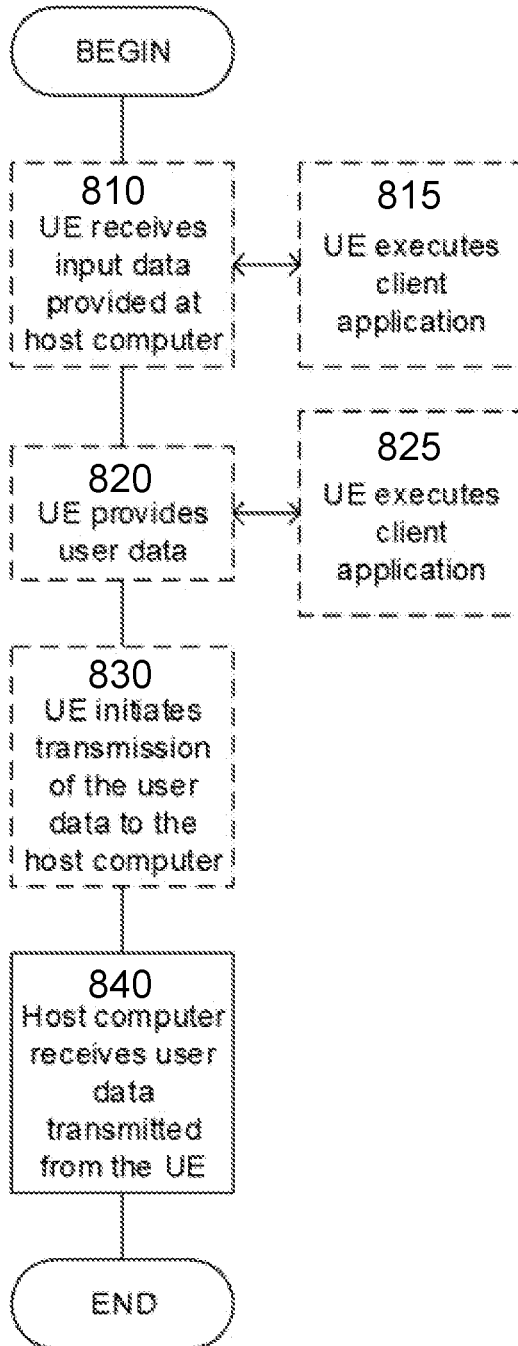 BEGIN
810
UE receives
input data
provided at
host computer
815
UE executes
client
application
820
UE provides
user data
825
UE executes
client
application
830
UE initiates
transmission
of the user
data to the
host computer
840
Host computer
receives user
data
transmitted
from the UE
END